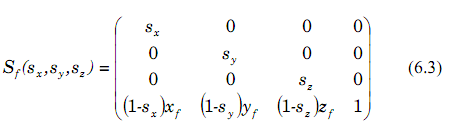 s_x 0 0 0
S_f(s_x,s_y,s_z) = 0 s_y 0 0 (6.3)
0 0 s_z 0
(1-s_x)x_f (1-s_y)y_f (1-s_z)z_f 1